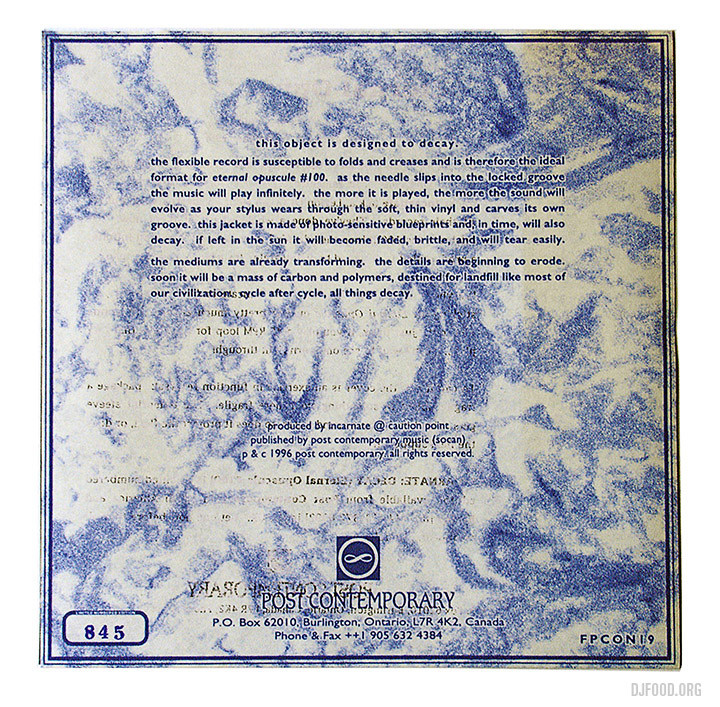 this object is designed to decay.
the flexible record is susceptible to folds and creases and is therefore the ideal
format for eternal opuscule #100. as the needle slips into the locked groove
the music will play infinitely. the more it is played, the more the sound will
evolve as your stylus wears through the soft, thin vinyl and carves its own
groove. this jacket is made of photo-sensitive blueprints and, in time, will also
decay. if left in the sun it will become faded, brittle, and will tear easily.
the mediums are already transforming. the details are beginning to erode.
soon it will be a mass of carbon and polymers, destined for landfill like most of
our civilization. cycle after cycle, all things decay.
produced by incarnate @ caution point
published by post contemporary music (socan)
p & c 1996 post contemporary. all rights reserved.
POST CONTEMPORARY
P.O. Box 62010, Burlington, Ontario, L7R 4K2, Canada
Phone & Fax ++1 905 632 4384
845
FPCON19
DJFOOD.ORG